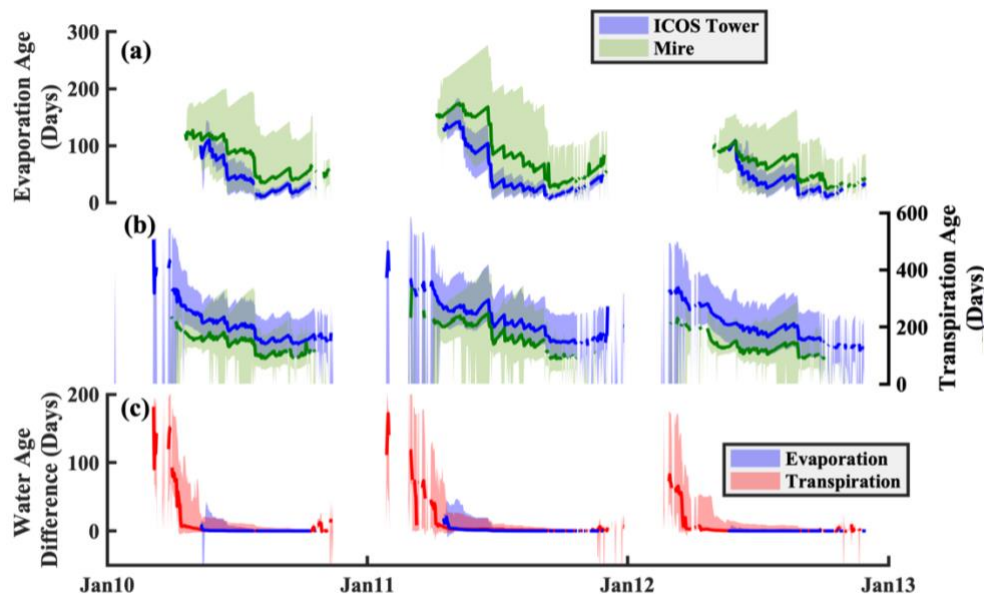 300
200
100
0
Evaporation Age
(Days)
(a)
ICOS Tower
Mire
(b)
600
400
200
0
Transpiration Age
(Days)
200
100
0
Water Age
Difference (Days)
(c)
Evaporation
Transpiration
Jan10
Jan11
Jan12
Jan13